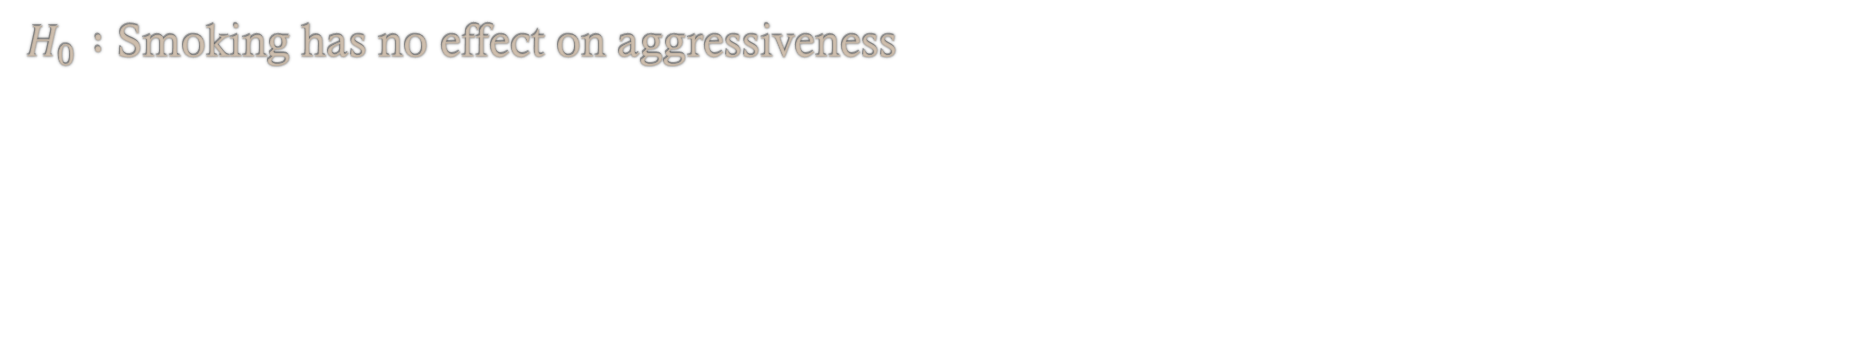 H₀ : Smoking has no effect on aggressiveness